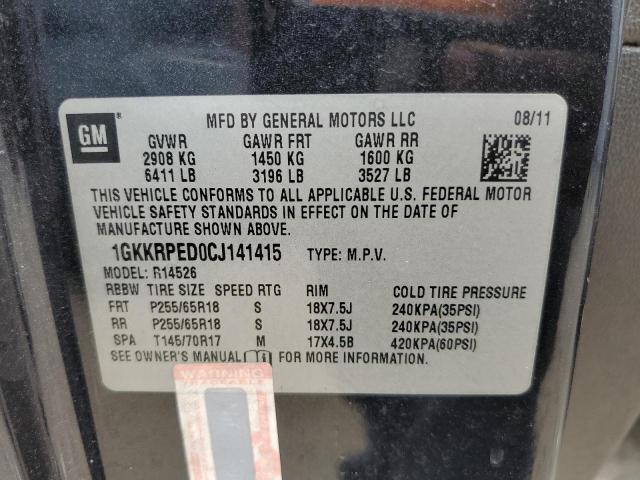 GM
MFD BY GENERAL MOTORS LLC 08/11
GVWR GAWR FRT GAWR RR
2908 KG 1450 KG 1600 KG
6411 LB 3196 LB 3527 LB
THIS VEHICLE CONFORMS TO ALL APPLICABLE U.S. FEDERAL MOTOR
VEHICLE SAFETY STANDARDS IN EFFECT ON THE DATE OF
MANUFACTURE SHOWN ABOVE.
1GKKRPED0CJ141415 TYPE: M.P.V.
MODEL: R14526
RBBW TIRE SIZE SPEED RTG RIM COLD TIRE PRESSURE
FRT P255/65R18 S 18X7.5J 240KPA(35PSI)
RR P255/65R18 S 18X7.5J 240KPA(35PSI)
SPA T145/70R17 M 17X4.5B 420KPA(60PSI)
SEE OWNER'S MANUAL FOR MORE INFORMATION.
WARNING